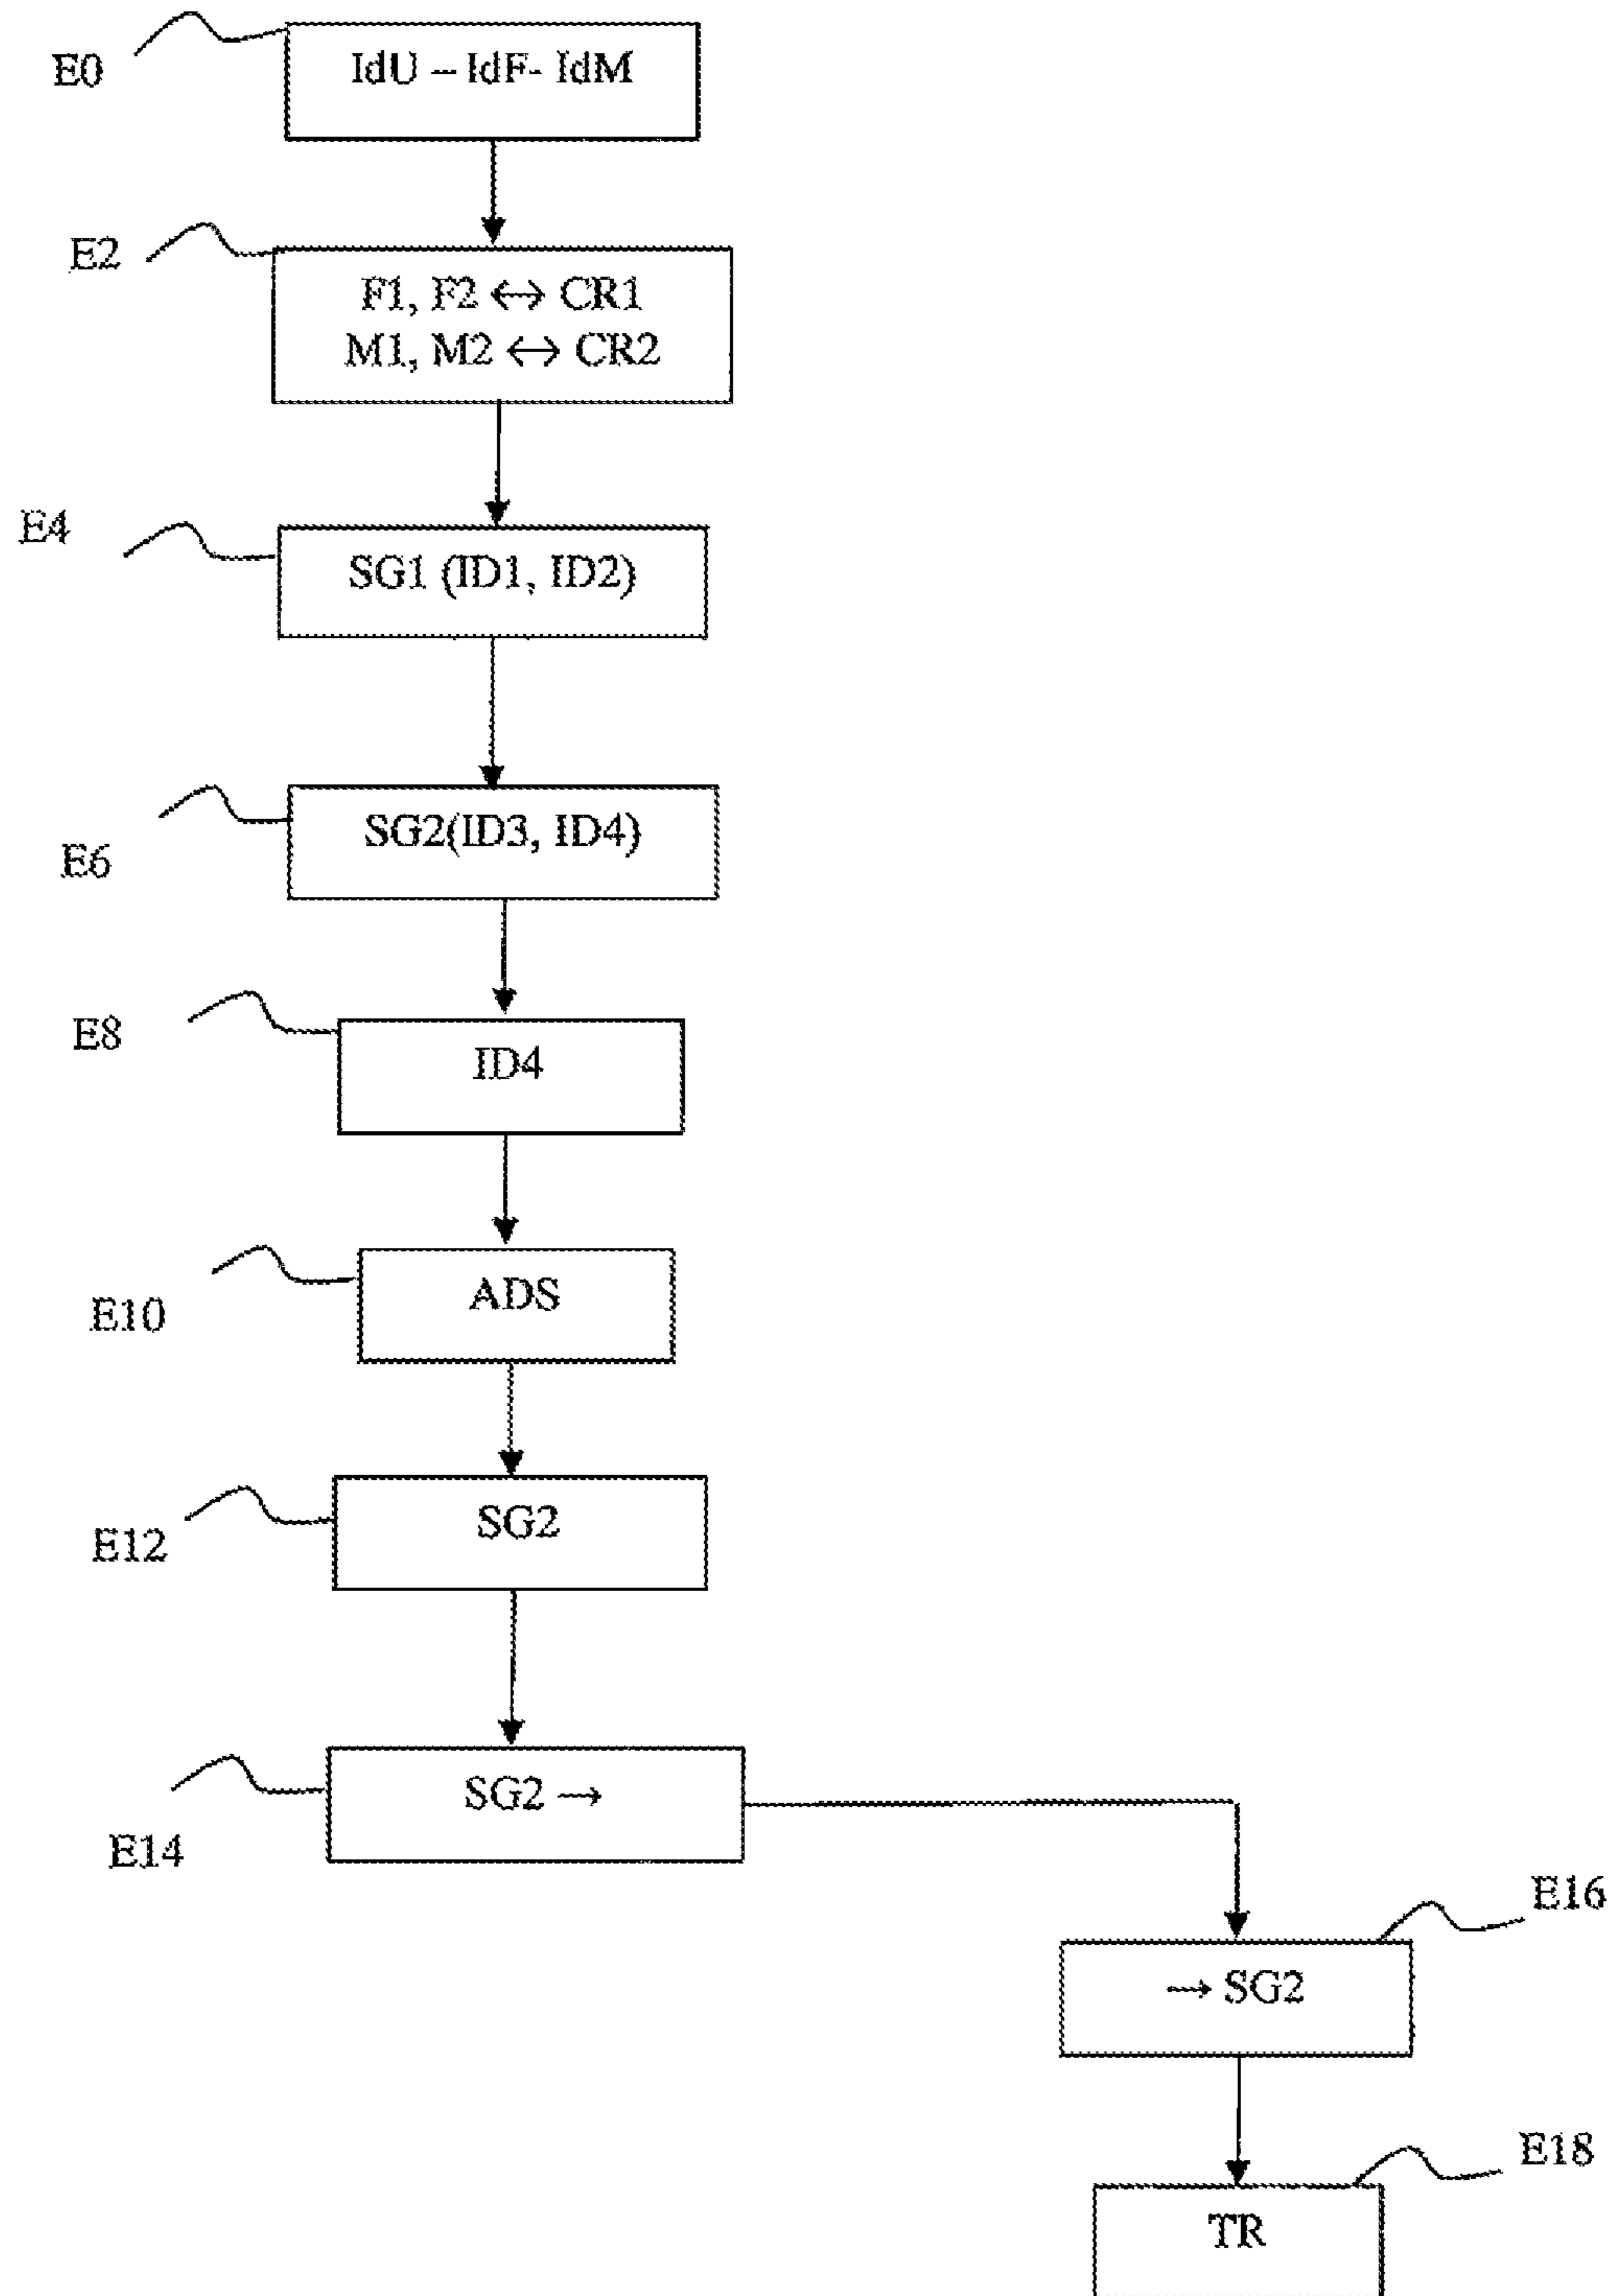 E0
IdU – IdF- IdM
E2
F1, F2 ↔ CR1
M1, M2 ↔ CR2
E4
SG1 (ID1, ID2)
E6
SG2(ID3, ID4)
E8
ID4
E10
ADS
E12
SG2
E14
SG2 →
E16
→ SG2
E18
TR